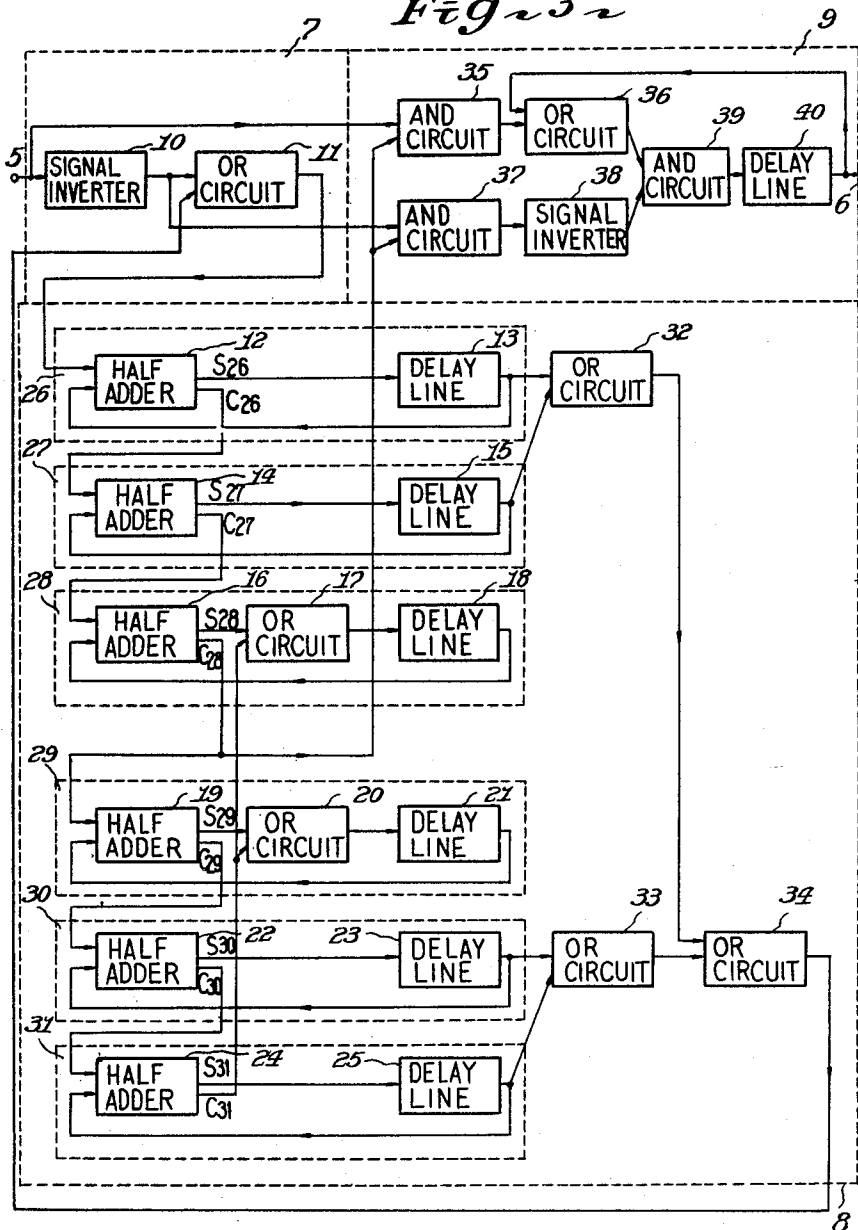 Fig. 3.
7
9
5
SIGNAL
INVERTER
10
OR
CIRCUIT
11
AND
CIRCUIT
35
OR
CIRCUIT
36
AND
CIRCUIT
37
SIGNAL
INVERTER
38
AND
CIRCUIT
39
DELAY
LINE
40
6
26
HALF
ADDER
12
S26
C26
DELAY
LINE
13
OR
CIRCUIT
32
27
HALF
ADDER
14
S27
C27
DELAY
LINE
15
28
HALF
ADDER
16
S28
C28
OR
CIRCUIT
17
DELAY
LINE
18
29
HALF
ADDER
19
S29
C29
OR
CIRCUIT
20
DELAY
LINE
21
30
HALF
ADDER
22
S30
C30
DELAY
LINE
23
OR
CIRCUIT
33
OR
CIRCUIT
34
31
HALF
ADDER
24
S31
C31
DELAY
LINE
25
8